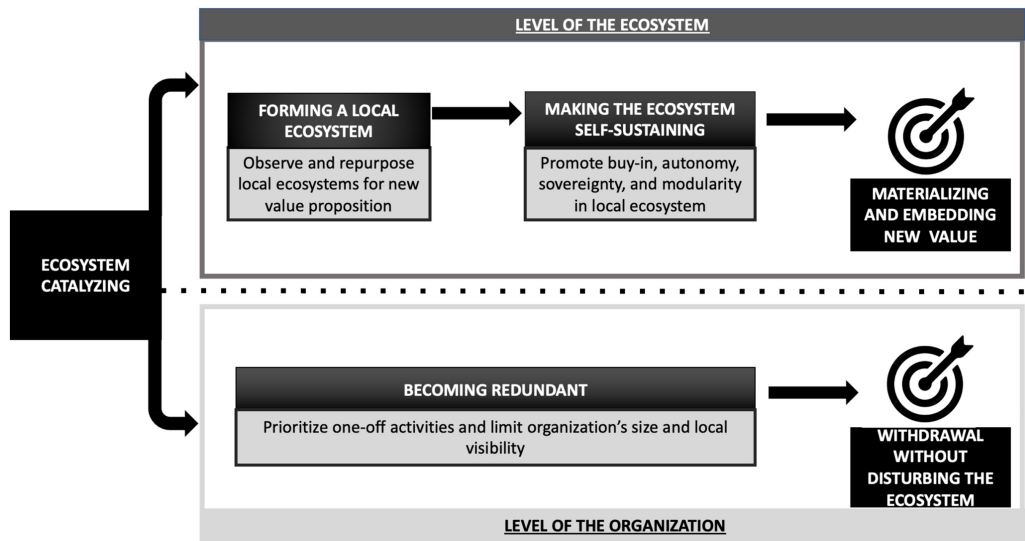 LEVEL OF THE ECOSYSTEM
FORMING A LOCAL
ECOSYSTEM
Observe and repurpose
local ecosystems for new
value proposition
MAKING THE ECOSYSTEM
SELF-SUSTAINING
Promote buy-in, autonomy,
sovereignty, and modularity
in local ecosystem
MATERIALIZING
AND EMBEDDING
NEW VALUE
ECOSYSTEM
CATALYZING
BECOMING REDUNDANT
Prioritize one-off activities and limit organization's size and local
visibility
WITHDRAWAL
WITHOUT
DISTURBING THE
ECOSYSTEM
LEVEL OF THE ORGANIZATION